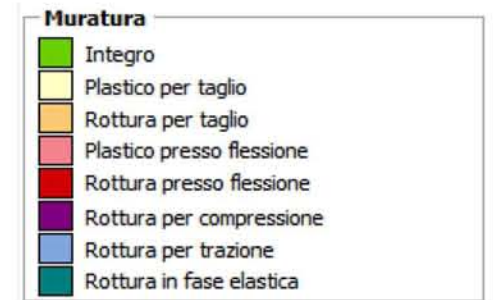 Muratura
Integro
Plastico per taglio
Rottura per taglio
Plastico presso flessione
Rottura presso flessione
Rottura per compressione
Rottura per trazione
Rottura in fase elastica